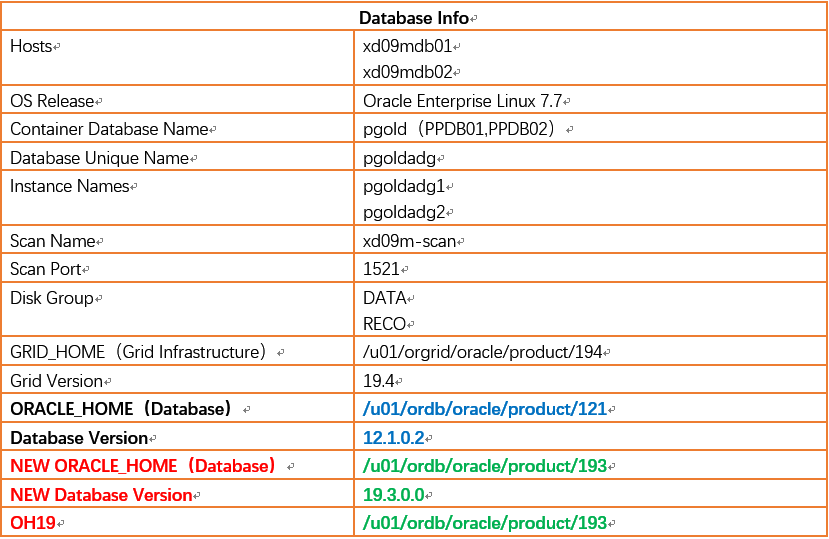 Database Info
Hosts
xd09mdb01
xd09mdb02
OS Release
Oracle Enterprise Linux 7.7
Container Database Name
pgold（PPDB01,PPDB02）
Database Unique Name
pgoldadg
Instance Names
pgoldadg1
pgoldadg2
Scan Name
xd09m-scan
Scan Port
1521
Disk Group
DATA
RECO
GRID_HOME（Grid Infrastructure）
/u01/orgrid/oracle/product/194
Grid Version
19.4
ORACLE_HOME（Database）
/u01/ordb/oracle/product/121
Database Version
12.1.0.2
NEW ORACLE_HOME（Database）
/u01/ordb/oracle/product/193
NEW Database Version
19.3.0.0
OH19
/u01/ordb/oracle/product/193